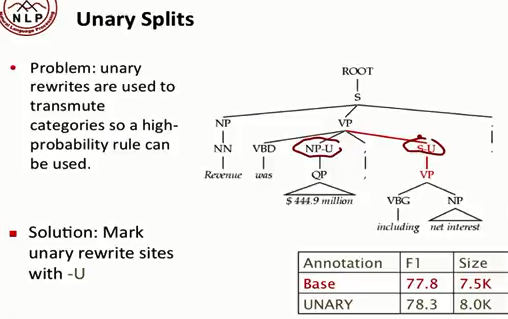 NLP
Unary Splits
• Problem: unary
rewrites are used to
transmute
categories so a high-
probability rule can
be used.
■ Solution: Mark
unary rewrite sites
with -U
ROOT
S
NP VP
NN VBD NP-U , S-U
Revenue was QP VP
$ 444.9 million VBG NP
including net interest
Annotation F1 Size
Base 77.8 7.5K
UNARY 78.3 8.0K